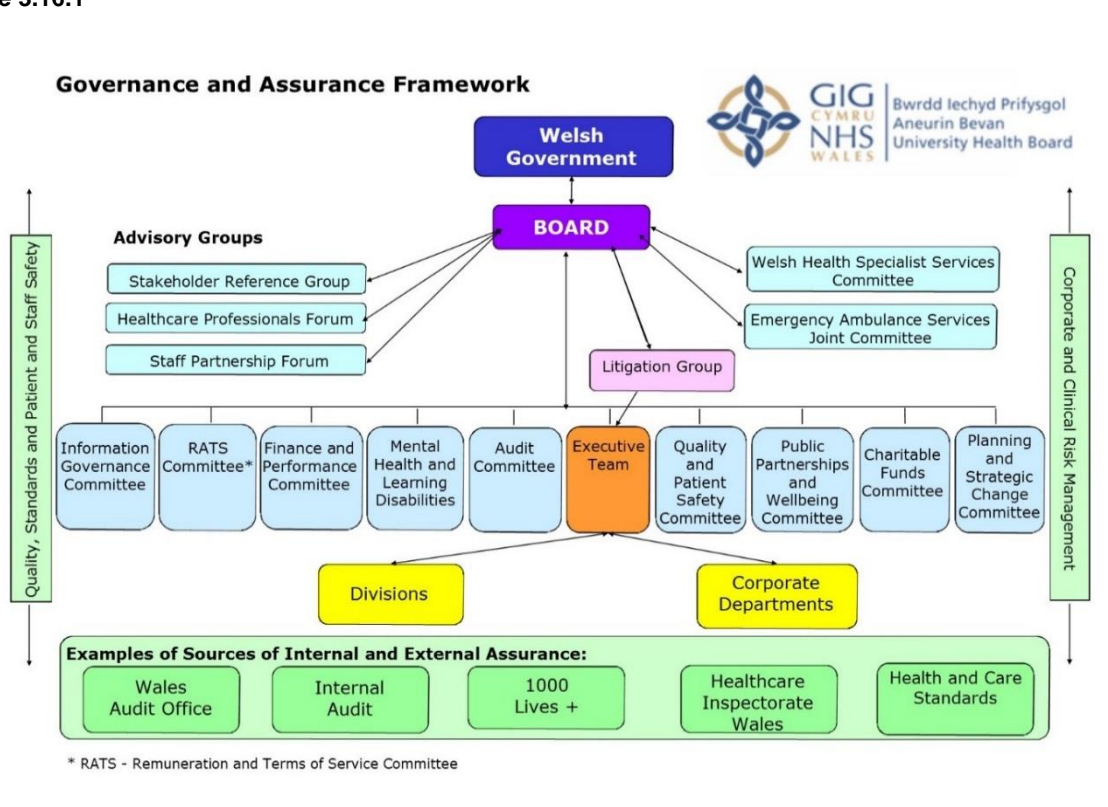 Governance and Assurance Framework
GIG
CYMRU
NHS
WALES
Bwrdd Iechyd Prifysgol
Aneurin Bevan
University Health Board
Welsh
Government
BOARD
Advisory Groups
Stakeholder Reference Group
Healthcare Professionals Forum
Staff Partnership Forum
Welsh Health Specialist Services
Committee
Emergency Ambulance Services
Joint Committee
Litigation Group
Quality, Standards and Patient and Staff Safety
Corporate and Clinical Risk Management
Information
Governance
Committee
RATS
Committee*
Finance and
Performance
Committee
Mental
Health and
Learning
Disabilities
Audit
Committee
Executive
Team
Quality
and
Patient
Safety
Committee
Public
Partnerships
and
Wellbeing
Committee
Charitable
Funds
Committee
Planning
and
Strategic
Change
Committee
Divisions
Corporate
Departments
Examples of Sources of Internal and External Assurance:
Wales
Audit Office
Internal
Audit
1000
Lives +
Healthcare
Inspectorate
Wales
Health and Care
Standards
* RATS - Remuneration and Terms of Service Committee